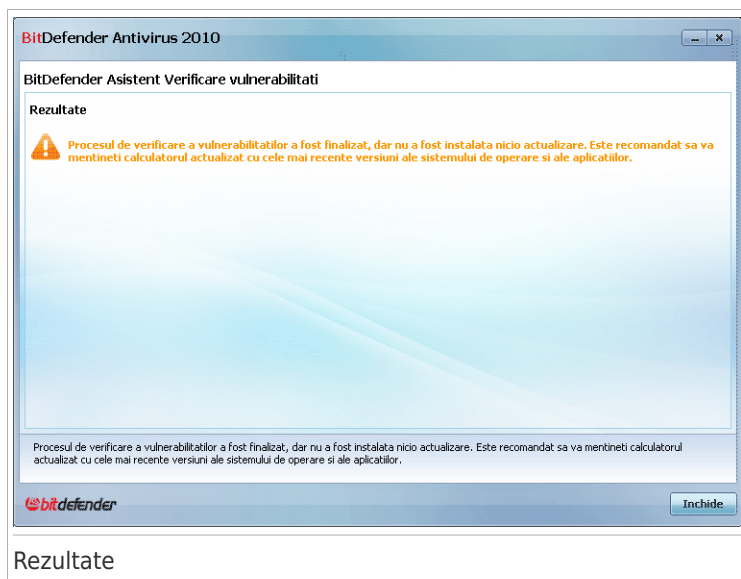 BitDefender Antivirus 2010
BitDefender Asistent Verificare vulnerabilitati
Rezultate
Procesul de verificare a vulnerabilitatilor a fost finalizat, dar nu a fost instalata nicio actualizare. Este recomandat sa va
mentineti calculatorul actualizat cu cele mai recente versiuni ale sistemului de operare si ale aplicatiilor.
Procesul de verificare a vulnerabilitatilor a fost finalizat, dar nu a fost instalata nicio actualizare. Este recomandat sa va mentineti calculatorul
actualizat cu cele mai recente versiuni ale sistemului de operare si ale aplicatiilor.
bitdefender
Inchide
Rezultate